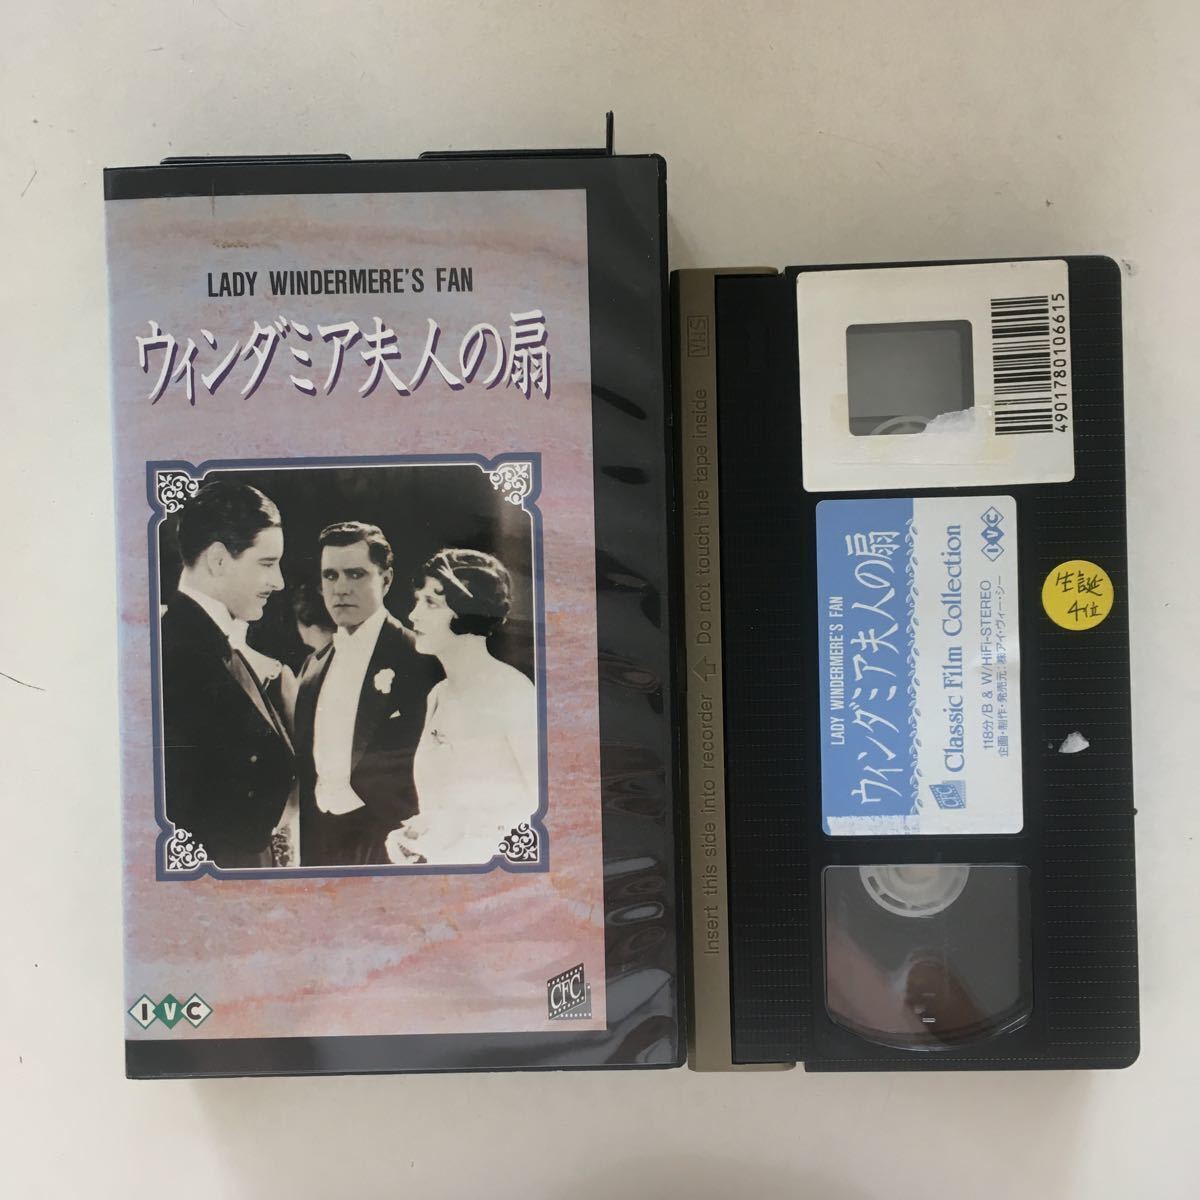 LADY WINDERMERE'S FAN
ウィンダミア夫人の扇
IVC
CFC
VHS
Insert this side into recorder ⇧ Do not touch the tape inside
4901780106615
LADY WINDERMERE'S FAN
ウィンダミア夫人の扇
CFC Classic Film Collection IVC
118分/B & W/HiFi-STEREO
企画・制作・発売元:㈱アイ・ヴィー・シー
生誕
4位